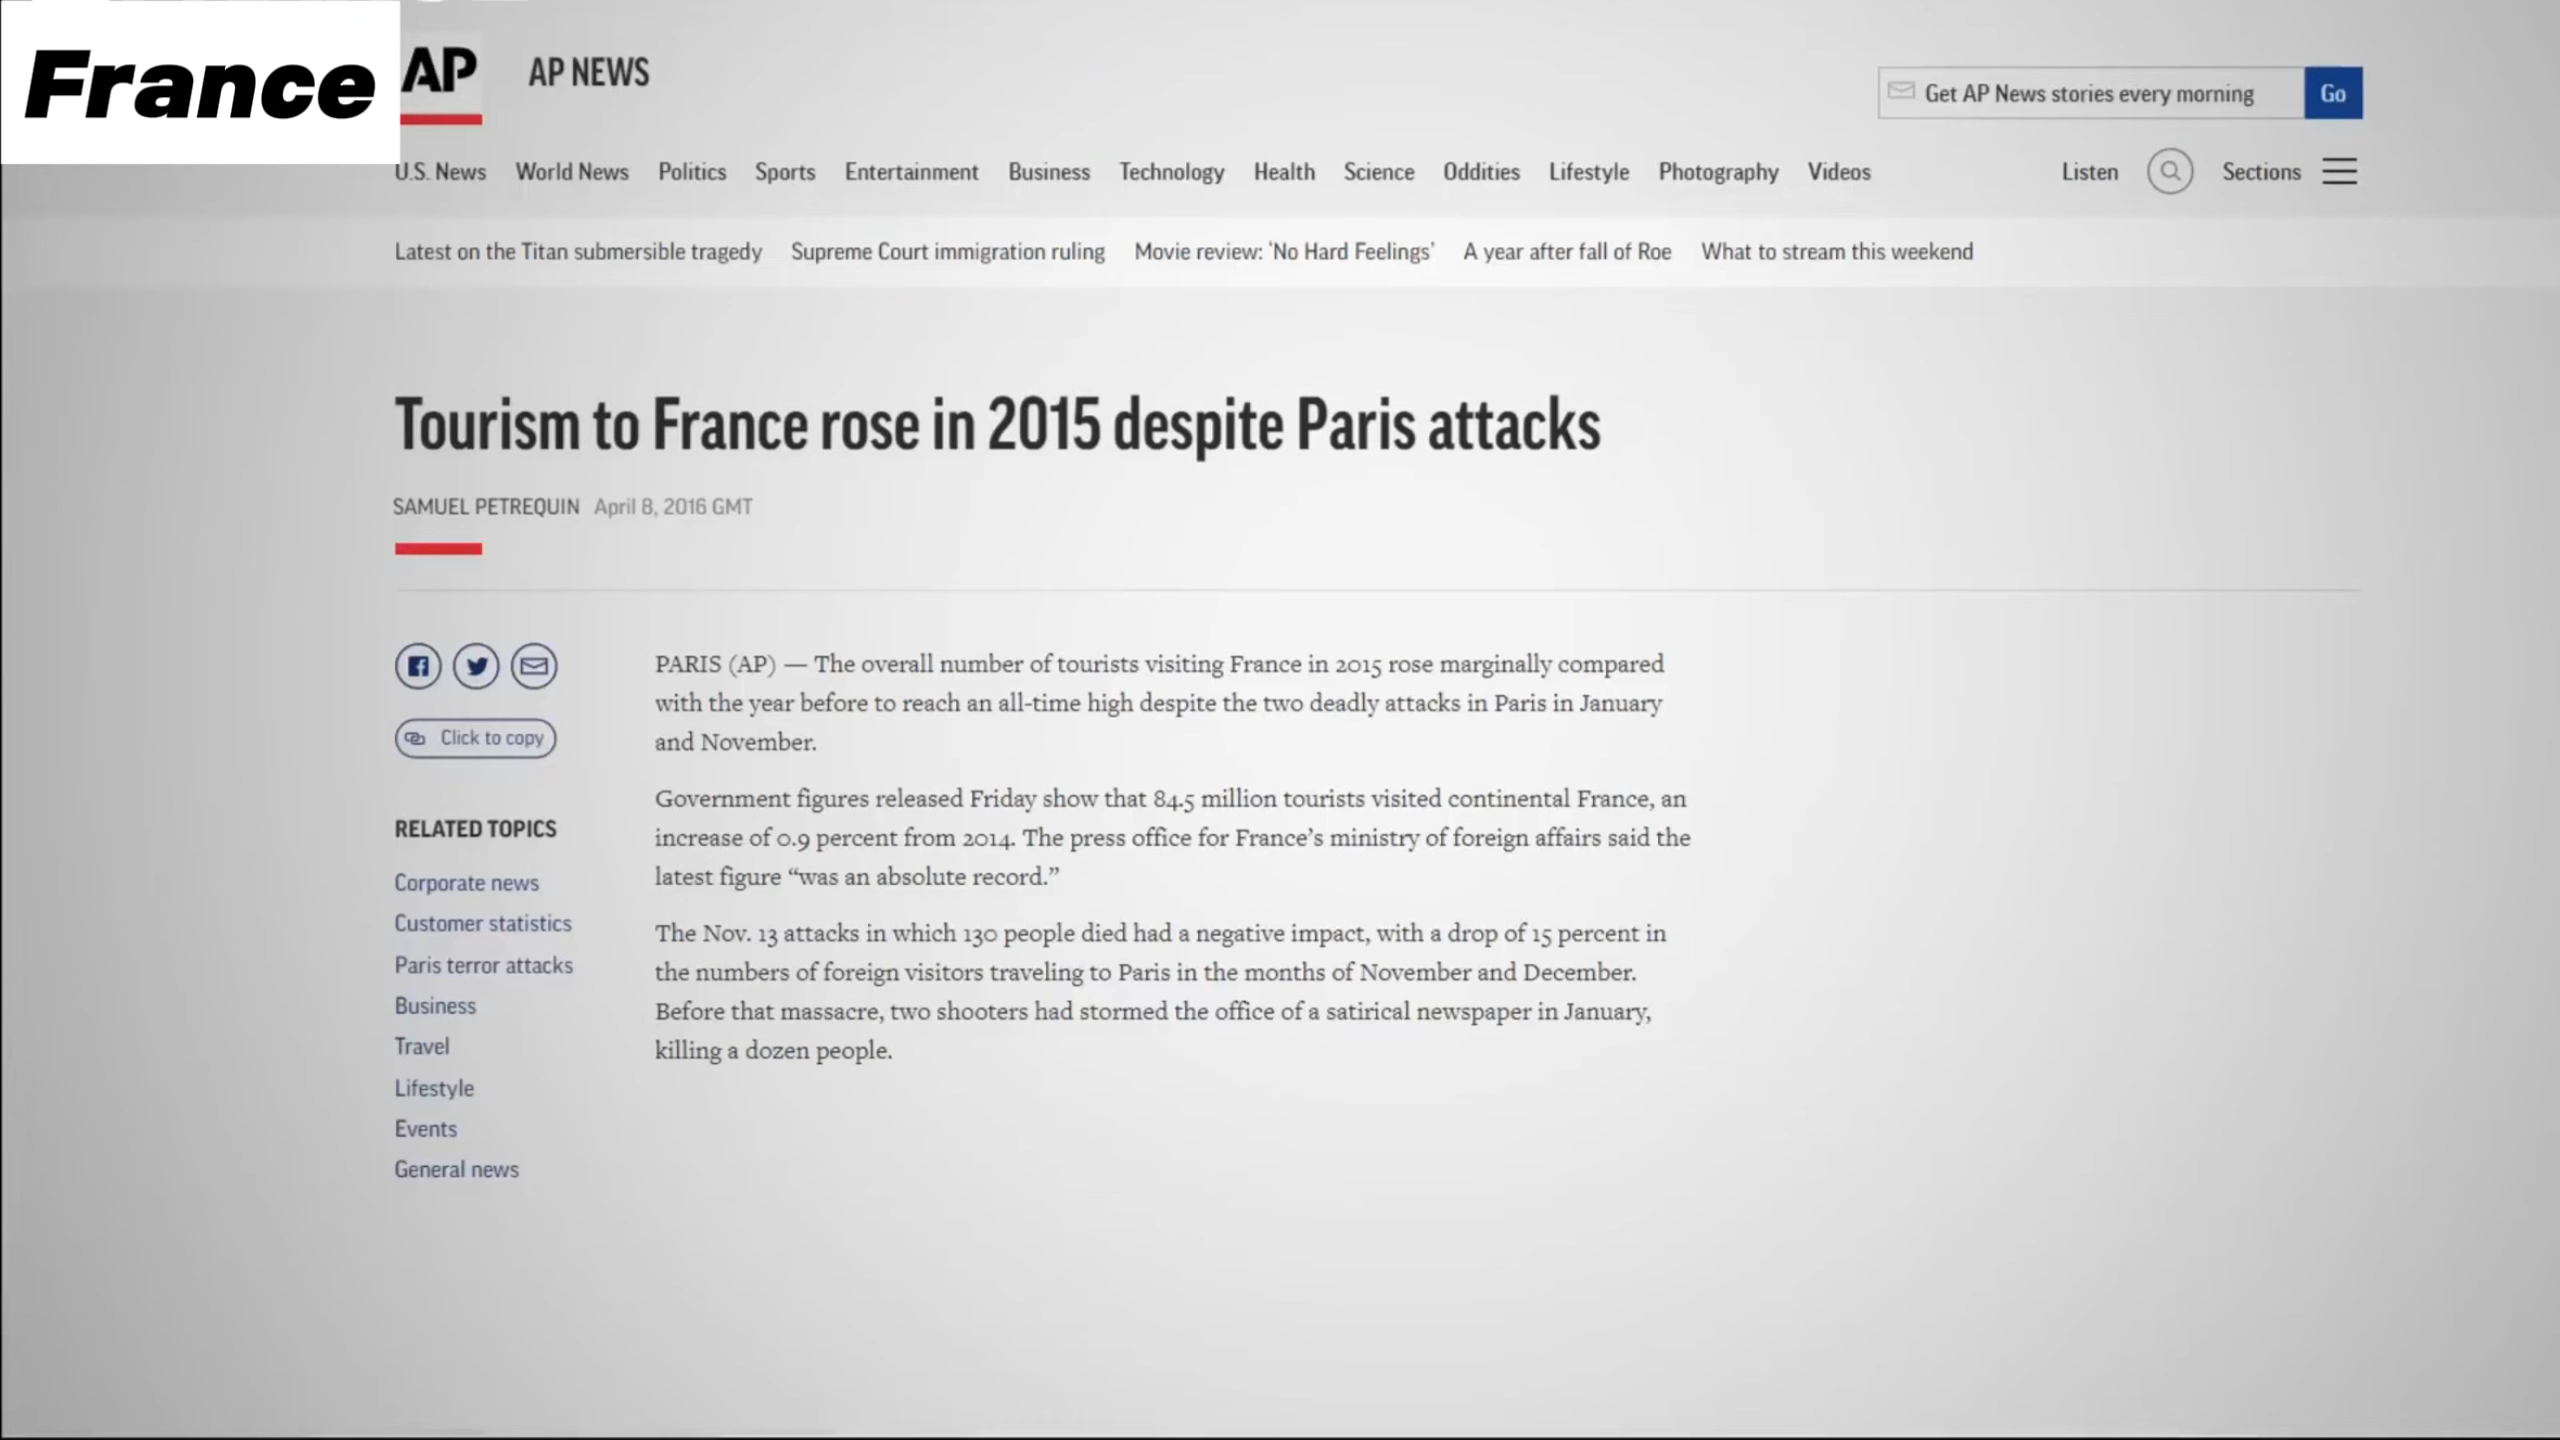 France
AP
AP NEWS
Get AP News stories every morning
Go
U.S. News World News Politics Sports Entertainment Business Technology Health Science Oddities Lifestyle Photography Videos
Listen
Sections
Latest on the Titan submersible tragedy Supreme Court immigration ruling Movie review: 'No Hard Feelings' A year after fall of Roe What to stream this weekend
Tourism to France rose in 2015 despite Paris attacks
SAMUEL PETREQUIN April 8, 2016 GMT
Click to copy
RELATED TOPICS
Corporate news
Customer statistics
Paris terror attacks
Business
Travel
Lifestyle
Events
General news
PARIS (AP) — The overall number of tourists visiting France in 2015 rose marginally compared
with the year before to reach an all-time high despite the two deadly attacks in Paris in January
and November.
Government figures released Friday show that 84.5 million tourists visited continental France, an
increase of 0.9 percent from 2014. The press office for France’s ministry of foreign affairs said the
latest figure “was an absolute record.”
The Nov. 13 attacks in which 130 people died had a negative impact, with a drop of 15 percent in
the numbers of foreign visitors traveling to Paris in the months of November and December.
Before that massacre, two shooters had stormed the office of a satirical newspaper in January,
killing a dozen people.